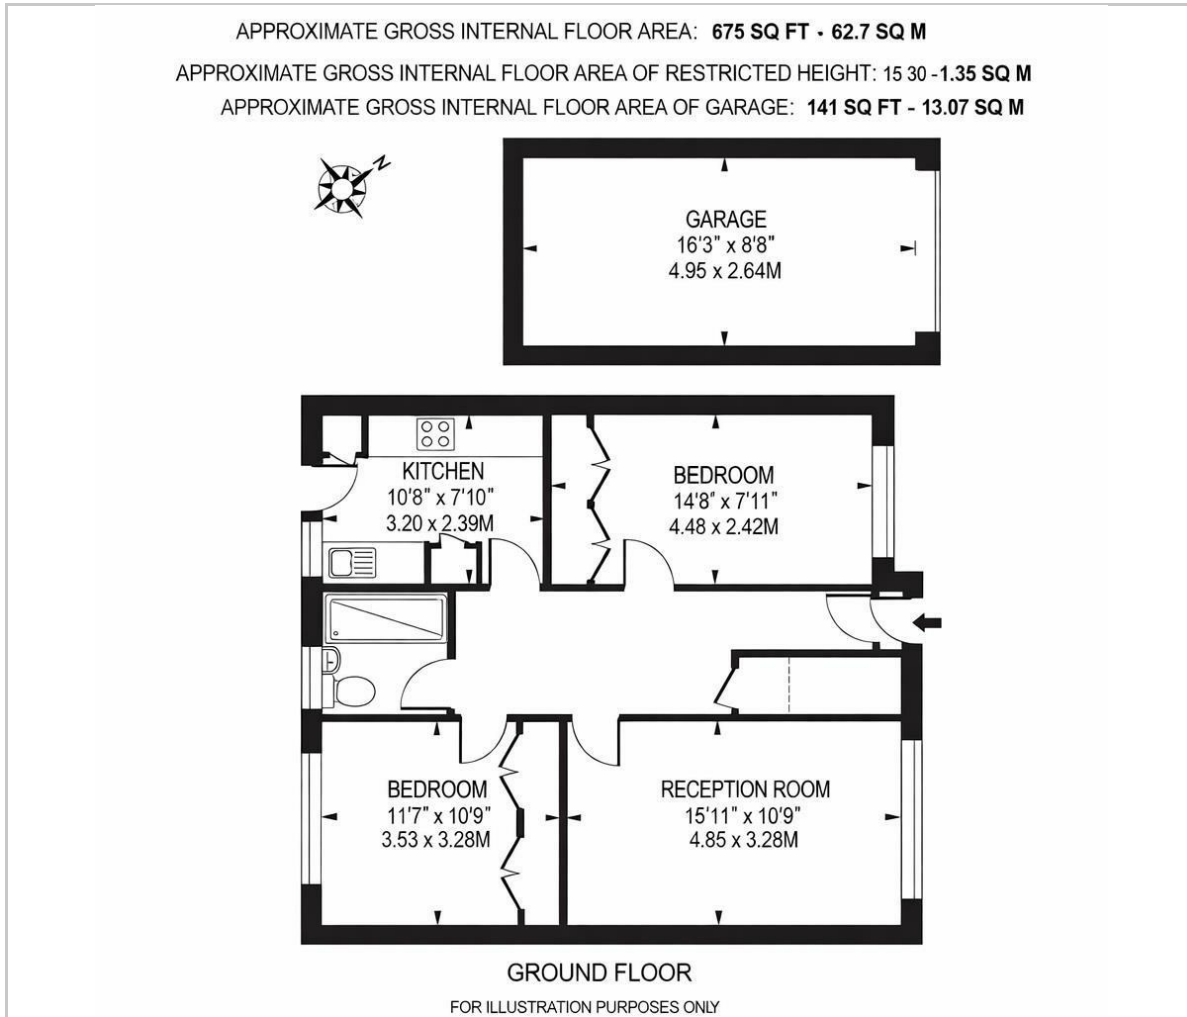 APPROXIMATE GROSS INTERNAL FLOOR AREA: 675 SQ FT - 62.7 SQ M
APPROXIMATE GROSS INTERNAL FLOOR AREA OF RESTRICTED HEIGHT: 15 30 -1.35 SQ M
APPROXIMATE GROSS INTERNAL FLOOR AREA OF GARAGE: 141 SQ FT - 13.07 SQ M
N
GARAGE
16'3" x 8'8"
4.95 x 2.64M
KITCHEN
10'8" x 7'10"
3.20 x 2.39M
BEDROOM
14'8" x 7'11"
4.48 x 2.42M
BEDROOM
11'7" x 10'9"
3.53 x 3.28M
RECEPTION ROOM
15'11" x 10'9"
4.85 x 3.28M
GROUND FLOOR
FOR ILLUSTRATION PURPOSES ONLY